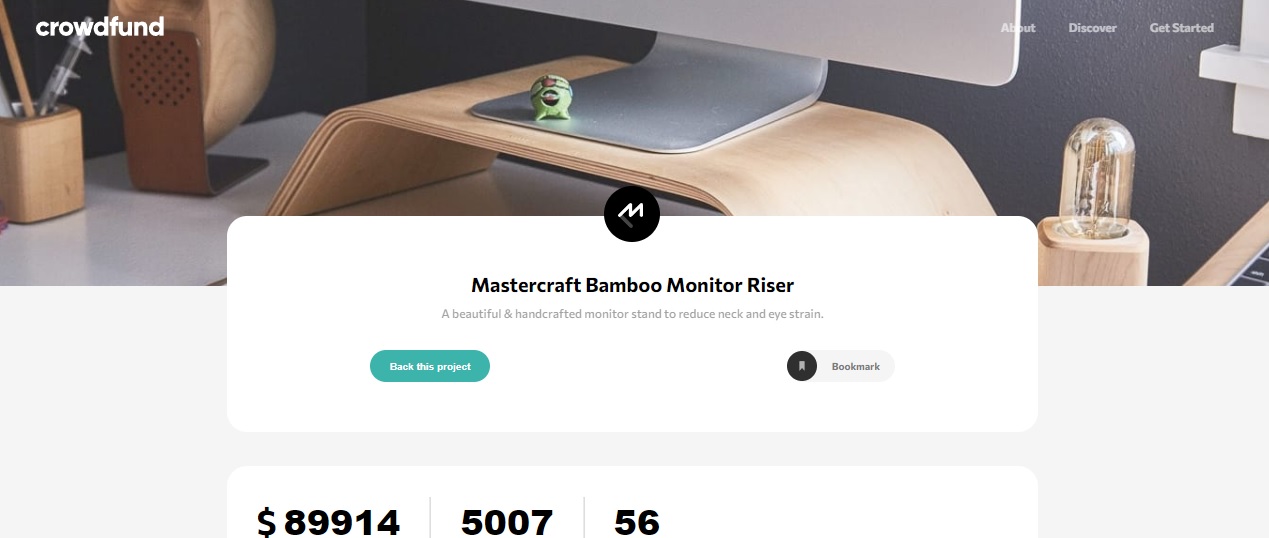 crowdfund
About Discover Get Started
Mastercraft Bamboo Monitor Riser
A beautiful & handcrafted monitor stand to reduce neck and eye strain.
Back this project Bookmark
$ 89914 5007 56